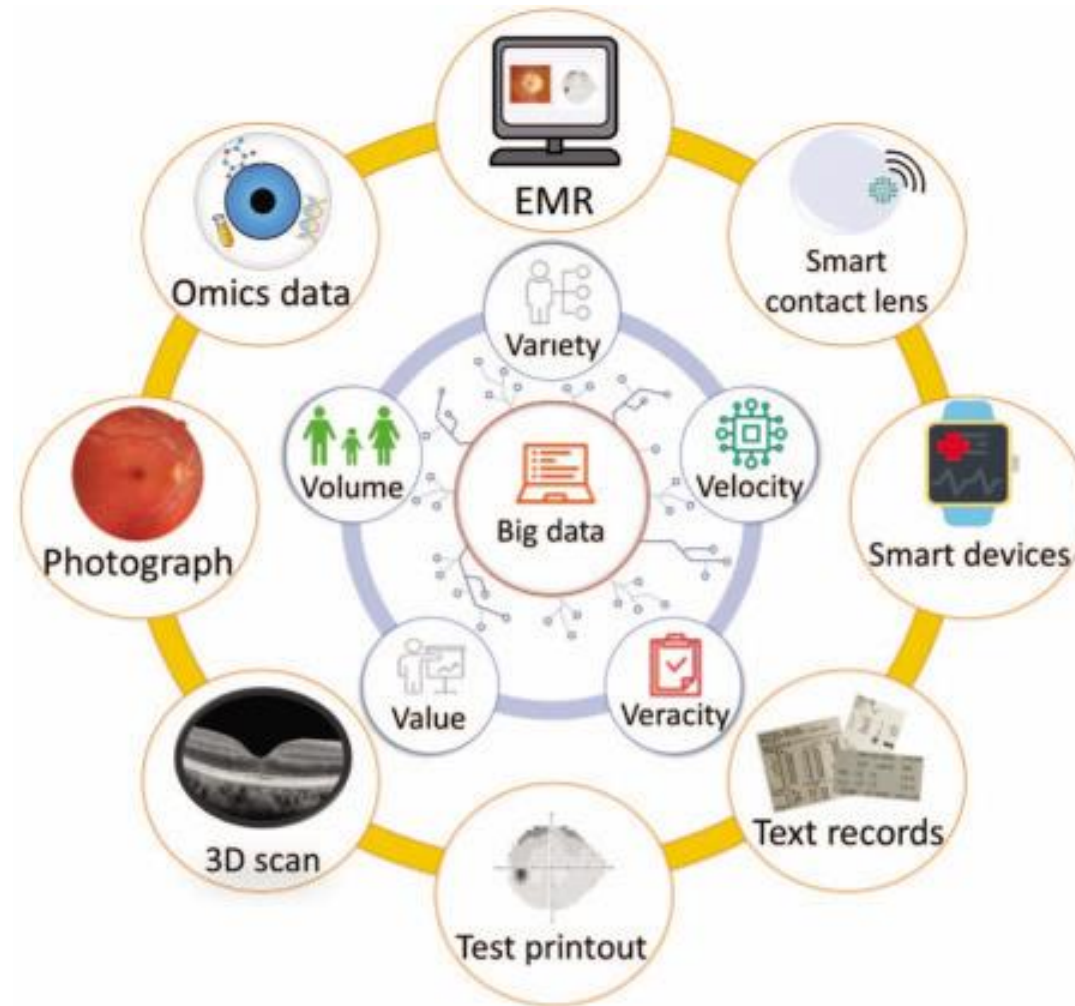 EMR
Smart
contact lens
Smart devices
Text records
Test printout
3D scan
Photograph
Omics data
Variety
Velocity
Veracity
Value
Volume
Big data